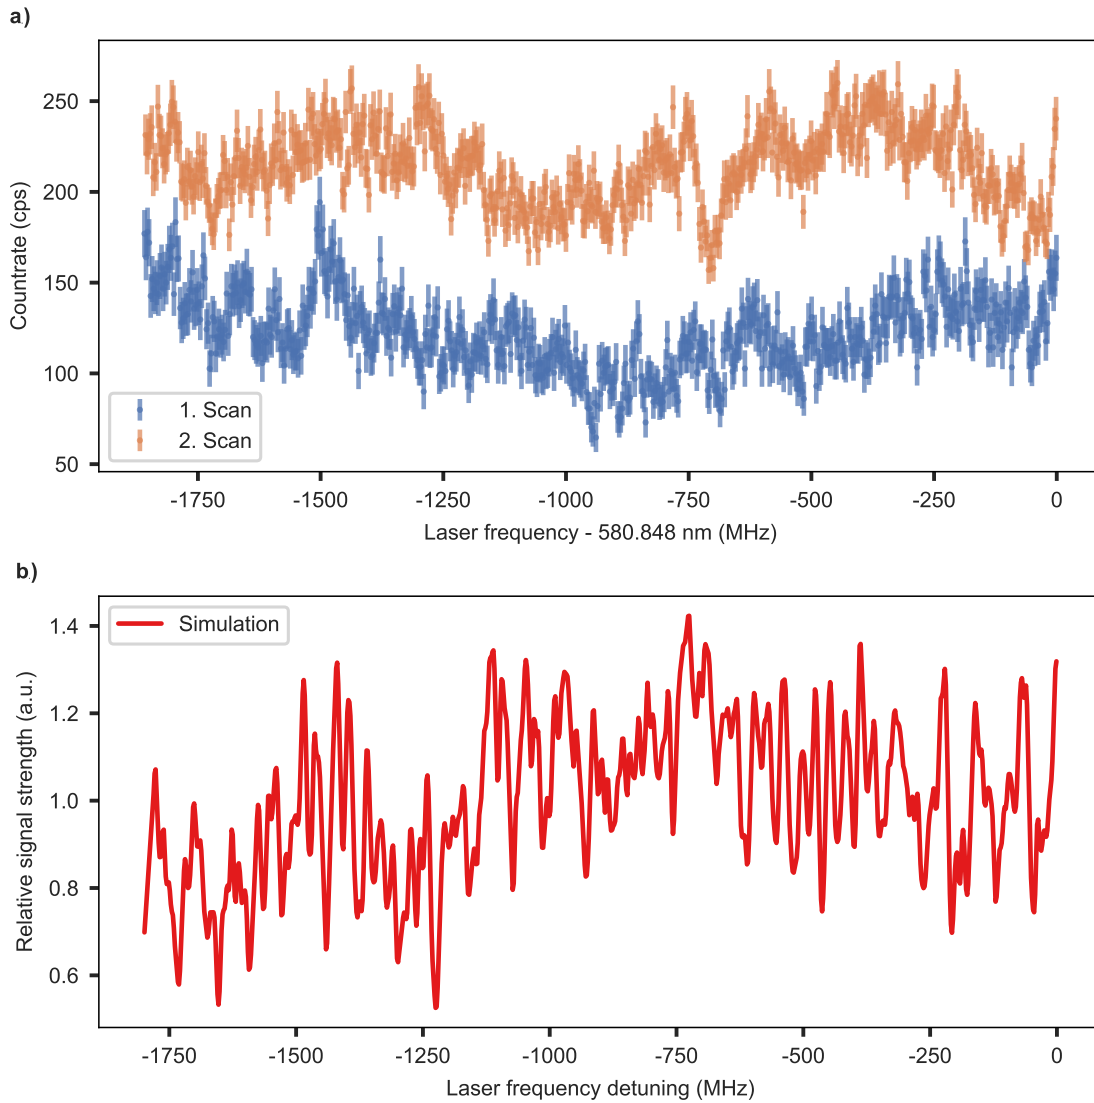 a)
Countrate (cps)
250
200
150
100
50
1. Scan
2. Scan
-1750 -1500 -1250 -1000 -750 -500 -250 0
Laser frequency - 580.848 nm (MHz)
b)
Relative signal strength (a.u.)
1.4
1.2
1.0
0.8
0.6
Simulation
-1750 -1500 -1250 -1000 -750 -500 -250 0
Laser frequency detuning (MHz)